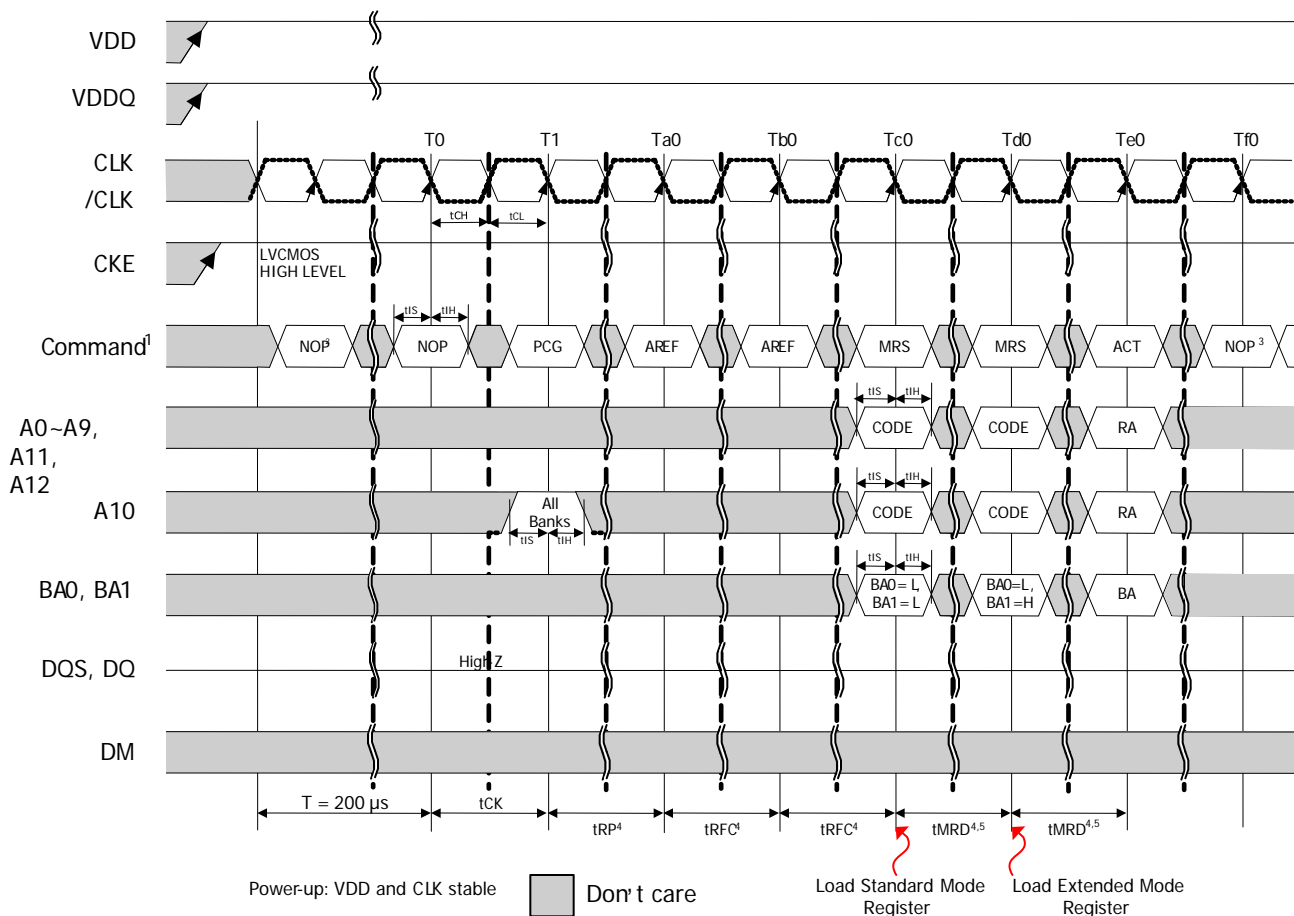 VDD
VDDQ
T0 T1 Ta0 Tb0 Tc0 Td0 Te0 Tf0
CLK
/CLK
tCH tCL
CKE
LVCMOS
HIGH LEVEL
tIS tIH
Command1 NOP3 NOP PCG AREF AREF MRS MRS ACT NOP 3
tIS tIH
A0~A9,
A11,
A12
CODE CODE RA
tIS tIH
A10
All
Banks
tIS tIH
CODE CODE RA
tIS tIH
BA0, BA1
BA0= L,
BA1= L
BA0=L,
BA1=H
BA
DQS, DQ
High-Z
DM
T = 200 µs tCK
tRP4 tRFC4 tRFC4 tMRD4,5 tMRD4,5
Power-up: VDD and CLK stable
Don't care
Load Standard Mode
Register
Load Extended Mode
Register